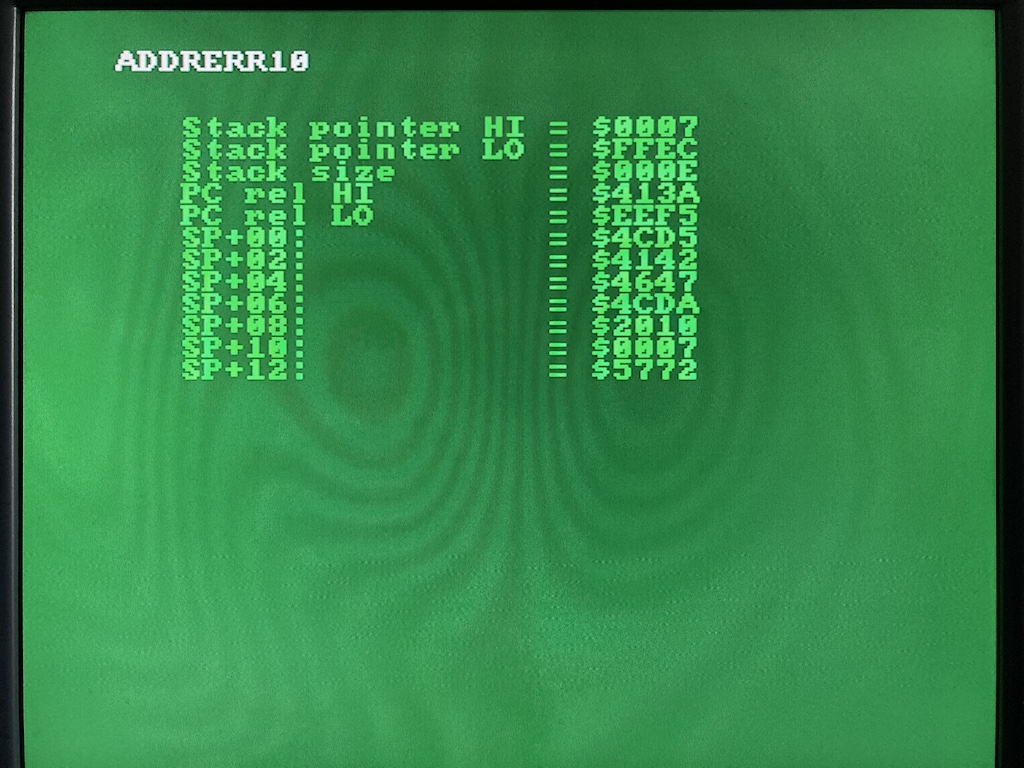 ADDRERR10
Stack pointer HI = $0007
Stack pointer LO = $FFEC
Stack size = $000E
PC rel HI = $413A
PC rel LO = $EEF5
SP+00: = $4CD5
SP+02: = $4142
SP+04: = $4647
SP+06: = $4CDA
SP+08: = $2010
SP+10: = $0007
SP+12: = $5772